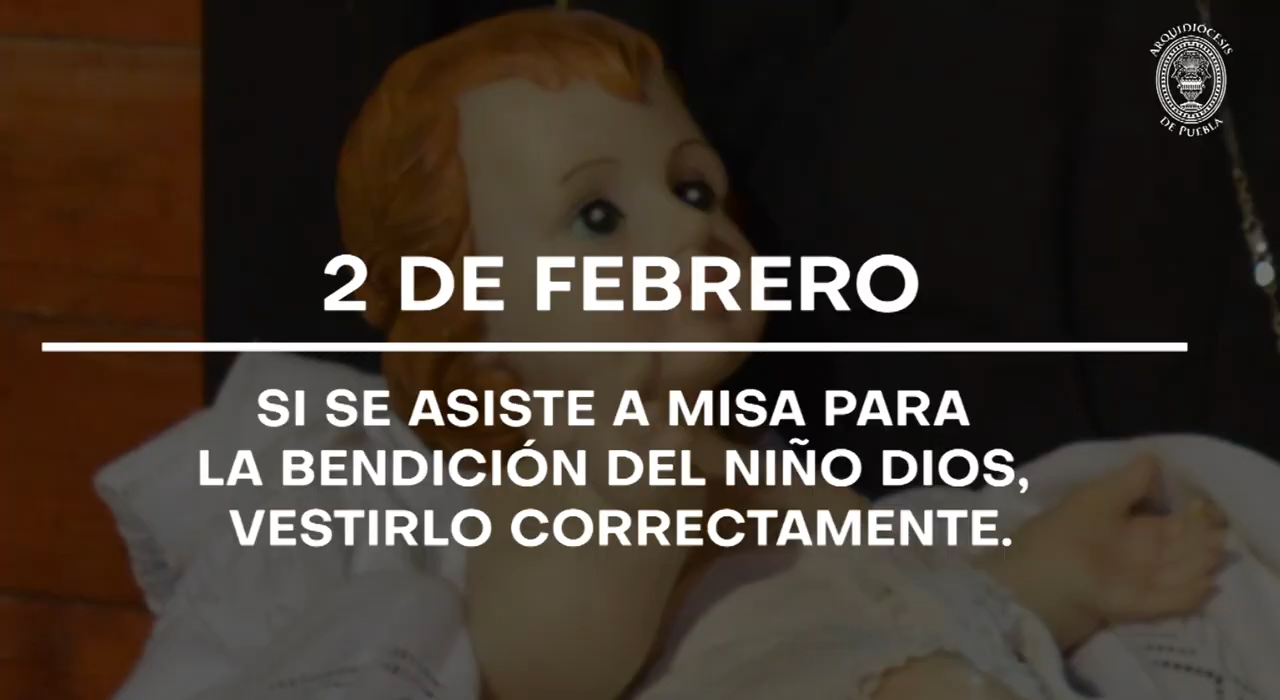 ARQUIDIÓCESIS
DE PUEBLA
2 DE FEBRERO
SI SE ASISTE A MISA PARA
LA BENDICIÓN DEL NIÑO DIOS,
VESTIRLO CORRECTAMENTE.